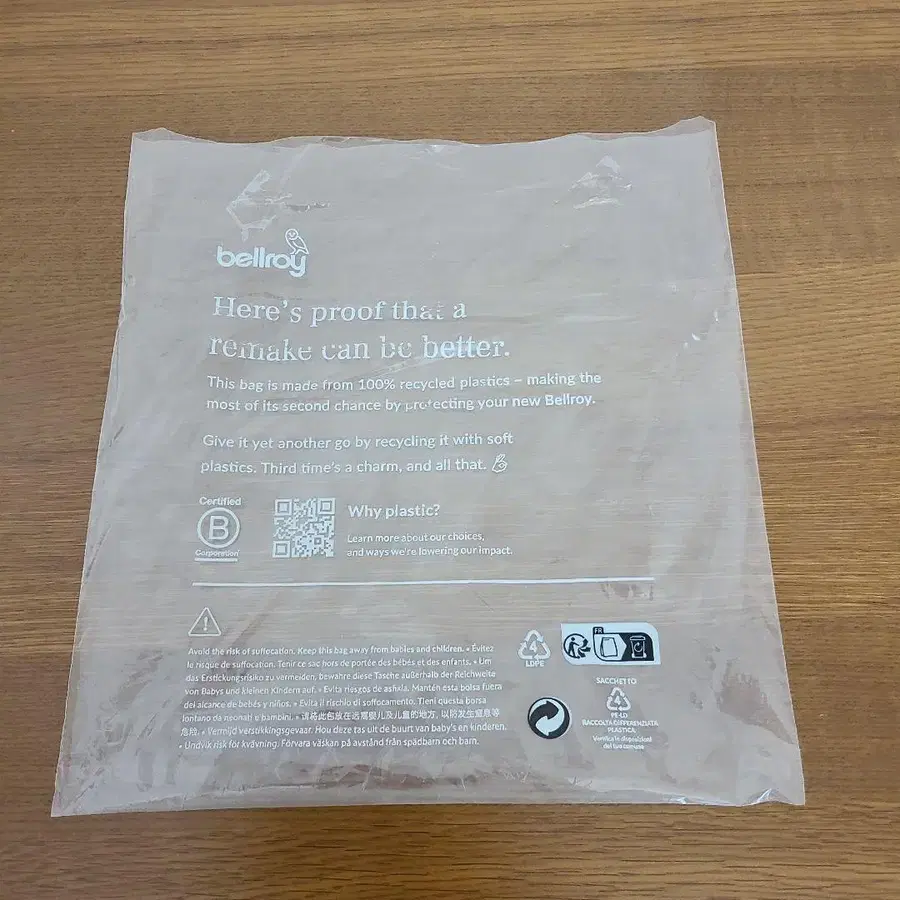 bellroy
Here's proof that a
remake can be better.
This bag is made from 100% recycled plastics – making the
most of its second chance by protecting your new Bellroy.
Give it yet another go by recycling it with soft
plastics. Third time's a charm, and all that.
Certified
B
Corporation
Why plastic?
Learn more about our choices,
and ways we're lowering our impact.
Avoid the risk of suffocation. Keep this bag away from babies and children. • Évitez
le risque de suffocation. Tenir ce sac hors de portée des bébés et des enfants. • Um
das Erstickungsrisiko zu vermeiden, bewahre diese Tasche außerhalb der Reichweite
von Babys und kleinen Kindern auf. • Evita riesgos de asfixia. Mantén esta bolsa fuera
del alcance de bebés y niños. • Evita il rischio di soffocamento. Tieni questa borsa
lontano da neonati e bambini. • 请将此包放在远离婴儿及儿童的地方, 以防发生窒息等
危险. • Vermijd verstikkingsgevaar. Hou deze tas uit de buurt van baby's en kinderen.
• Undvik risk för kvävning. Förvara väskan på avstånd från spädbarn och barn.
4
LDPE
FR
SACCHETTO
4
PE-LD
RACCOLTA DIFFERENZIATA
PLASTICA
Verifica le disposizioni
del tuo comune